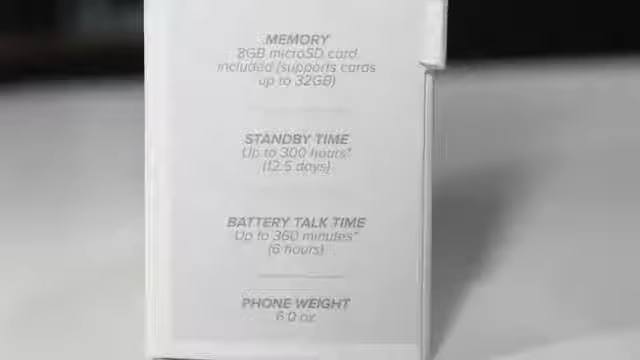 MEMORY
8GB microSD card
included (supports cards
up to 32GB)
STANDBY TIME
Up to 300 hours*
(12.5 days)
BATTERY TALK TIME
Up to 360 minutes*
(6 hours)
PHONE WEIGHT
6.0 oz